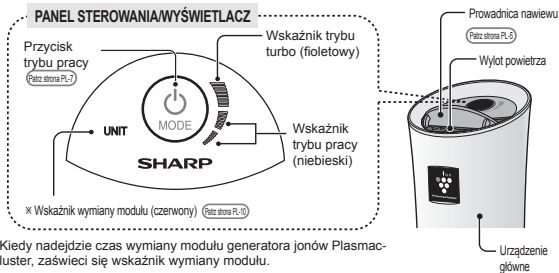 PANEL STEROWANIA/WYŚWIETLACZ
Przycisk
trybu pracy
Patrz strona PL-7
Wskaźnik trybu
turbo (fioletowy)
UNIT
MODE
SHARP
Wskaźnik
trybu pracy
(niebieski)
※ Wskaźnik wymiany modułu (czerwony) Patrz strona PL-10
Kiedy nadejdzie czas wymiany modułu generatora jonów Plasmac-
luster, zaświeci się wskaźnik wymiany modułu.
Prowadnica nawiewu
Patrz strona PL-5
Wylot powietrza
Urządzenie
główne